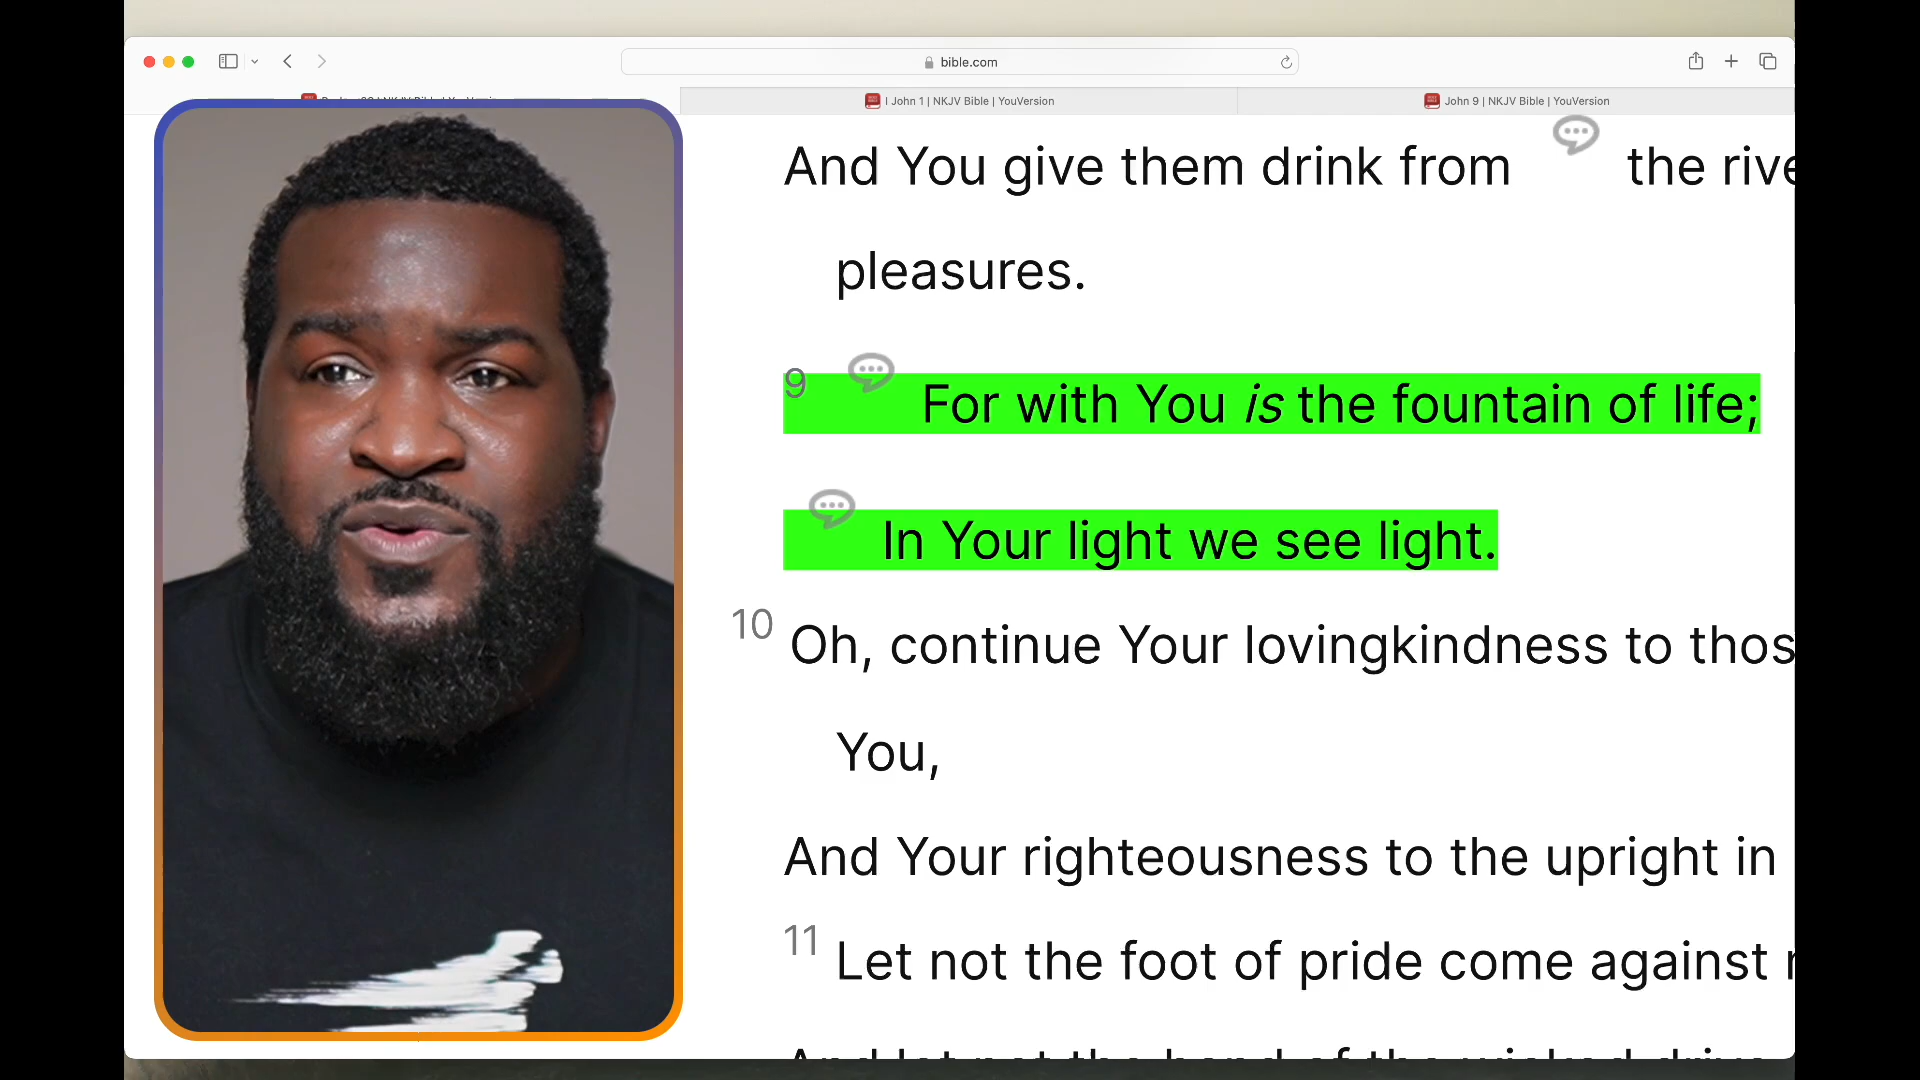 bible.com
I John 1 | NKJV Bible | YouVersion
John 9 | NKJV Bible | YouVersion
And You give them drink from the
pleasures.
9 For with You is the fountain of life;
In Your light we see light.
10 Oh, continue Your lovingkindness to
You,
And Your righteousness to the upright in
11 Let not the foot of pride come against